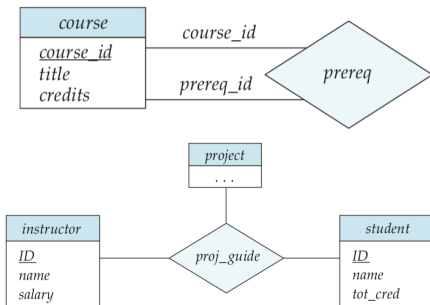 course
course_id
title
credits
course_id
prereq_id
prereq
project
. . .
instructor
ID
name
salary
proj_guide
student
ID
name
tot_cred